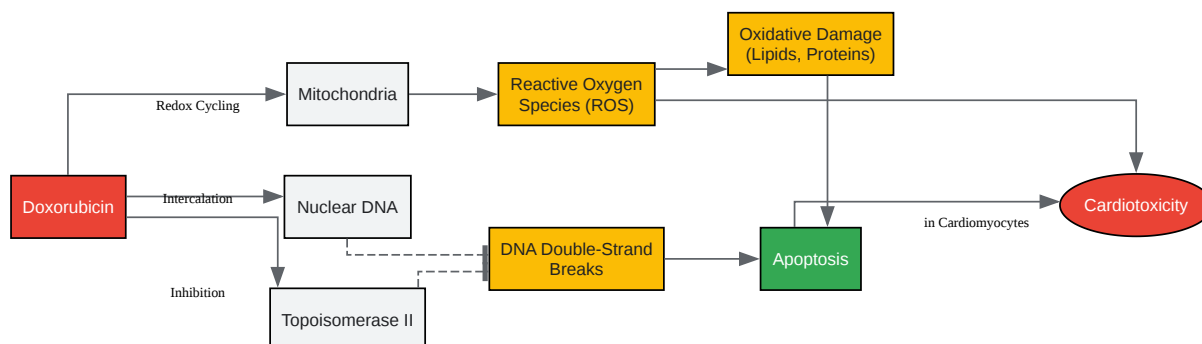 Oxidative Damage
(Lipids, Proteins)
Mitochondria
Reactive Oxygen
Species (ROS)
Redox Cycling
Doxorubicin
Intercalation
Nuclear DNA
Cardiotoxicity
in Cardiomyocytes
DNA Double-Strand
Breaks
Apoptosis
Inhibition
Topoisomerase II